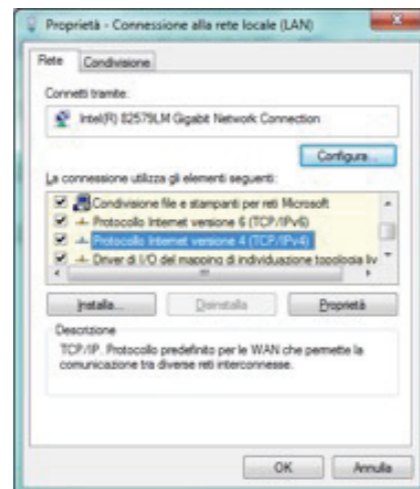 Proprietà - Connessione alla rete locale (LAN)
Rete Condivisione
Connetti tramite:
Intel(R) 82579LM Gigabit Network Connection
Configura...
La connessione utilizza gli elementi seguenti:
Condivisione file e stampanti per reti Microsoft
Protocollo Internet versione 6 (TCP/IPv6)
Protocollo Internet versione 4 (TCP/IPv4)
Driver di I/O del mapping di individuazione topologia liv
Installa... Disinstalla Proprietà
Descrizione
TCP/IP. Protocollo predefinito per le WAN che permette la
comunicazione tra diverse reti interconnesse.
OK Annulla